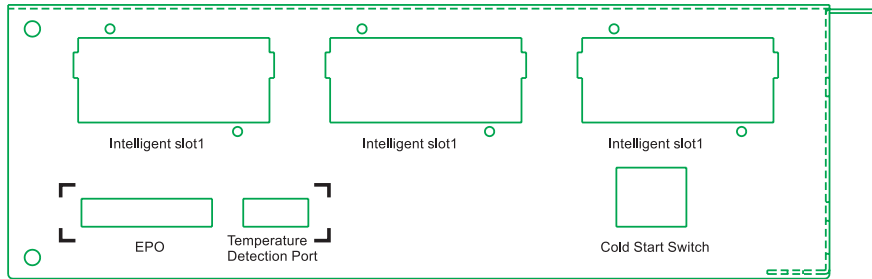 Intelligent slot1
Intelligent slot1
Intelligent slot1
EPO
Temperature
Detection Port
Cold Start Switch